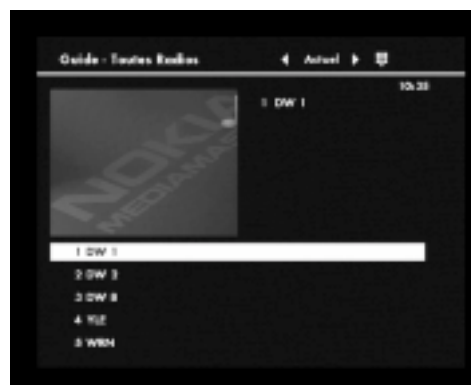 Guide - Toutes Radios
Actuel
10:38
1 DW 1
NOKIA
MEDIAMAS
1 DW 1
2 DW 2
3 DW 8
4 YLE
5 WRN